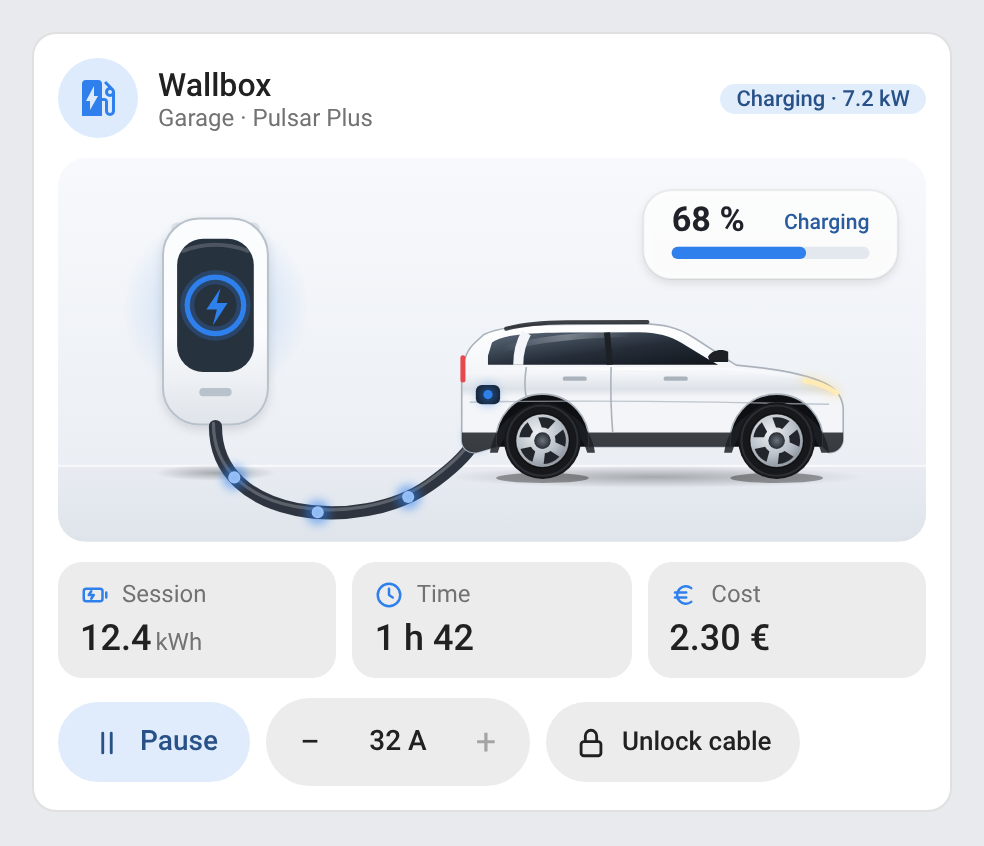 Wallbox
Garage · Pulsar Plus
Charging · 7.2 kW
68 %
Charging
Session
12.4 kWh
Time
1 h 42
Cost
2.30 €
Pause
− 32 A +
Unlock cable